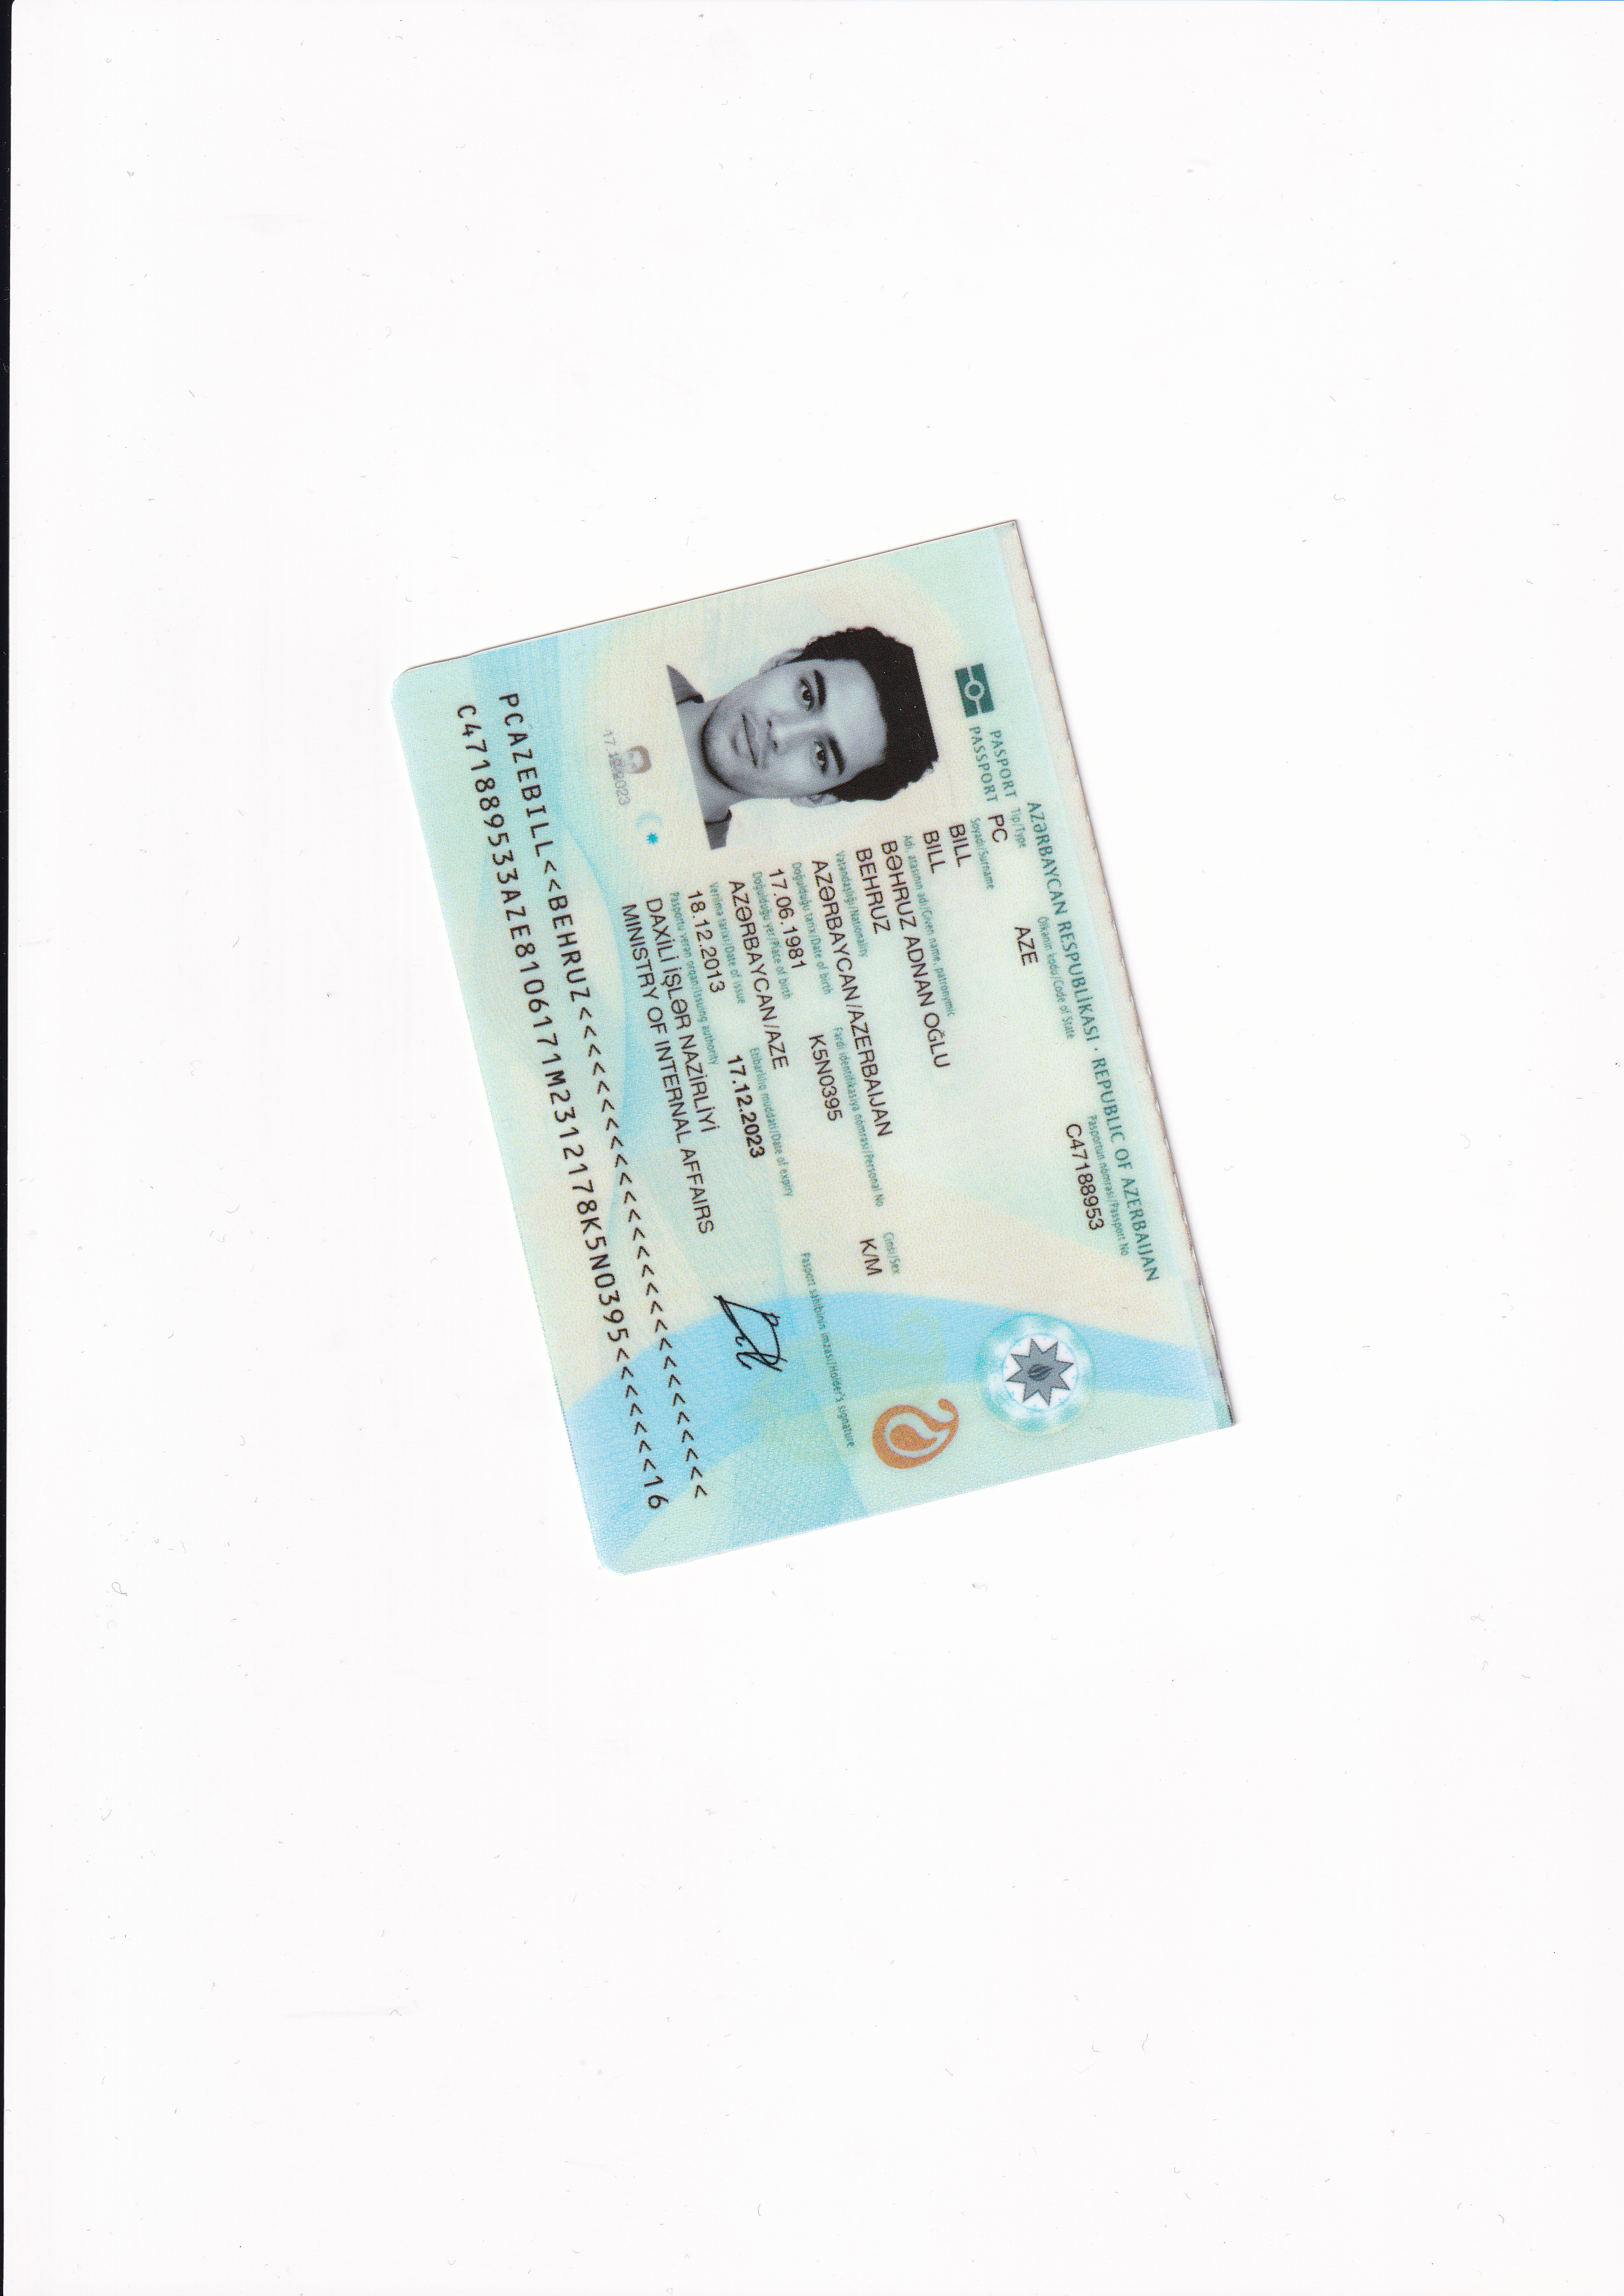 AZƏRBAYCAN RESPUBLİKASI · REPUBLIC OF AZERBAIJAN
PASPORT
PASSPORT
Tip/Type
PC
Ölkənin kodu/Code of State
AZE
Pasportun nömrəsi/Passport No
C47188953
Soyadı/Surname
BILL
BILL
Adı, atasının adı/Given name, patronymic
BƏHRUZ ADNAN OĞLU
BEHRUZ
Vətəndaşlığı/Nationality
AZƏRBAYCAN/AZERBAIJAN
Doğulduğu tarix/Date of birth
17.06.1981
Fərdi identifikasiya nömrəsi/Personal No
K5N0395
Cinsi/Sex
K/M
Doğulduğu yer/Place of birth
AZƏRBAYCAN/AZE
Verilmə tarixi/Date of issue
18.12.2013
Etibarlılıq müddəti/Date of expiry
17.12.2023
Pasport sahibinin imzası/Holder's signature
Pasportu verən orqan/Issuing authority
DAXİLİ İŞLƏR NAZİRLİYİ
MINISTRY OF INTERNAL AFFAIRS
17.12.2023
PCAZEBILL<<BEHRUZ<<<<<<<<<<<<<<<<<<<<<<<<<<<
C471889533AZE8106171M2312178K5N0395<<<<<<<16